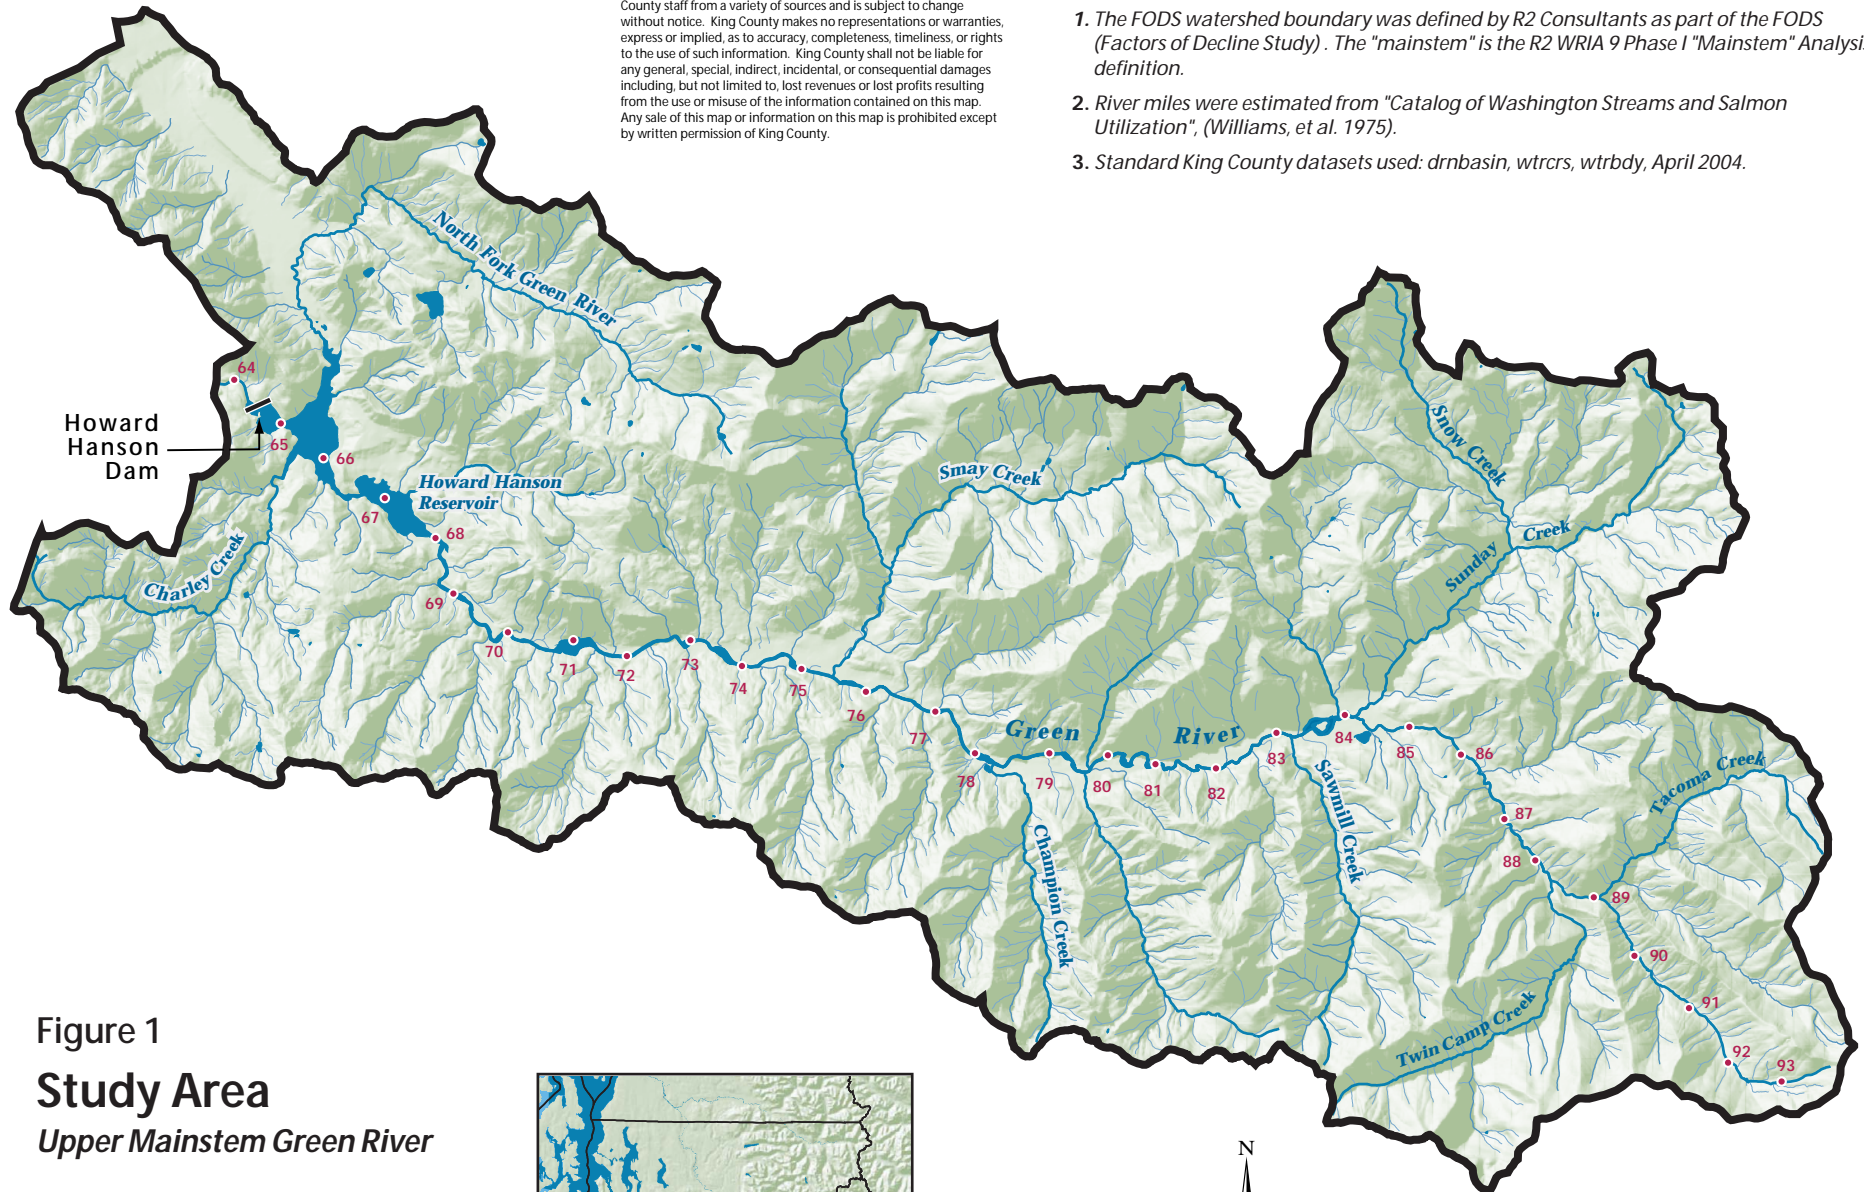 County staff from a variety of sources and is subject to change
without notice. King County makes no representations or warranties,
express or implied, as to accuracy, completeness, timeliness, or rights
to the use of such information. King County shall not be liable for
any general, special, indirect, incidental, or consequential damages
including, but not limited to, lost revenues or lost profits resulting
from the use or misuse of the information contained on this map.
Any sale of this map or information on this map is prohibited except
by written permission of King County.
1. The FODS watershed boundary was defined by R2 Consultants as part of the FODS
(Factors of Decline Study) . The "mainstem" is the R2 WRIA 9 Phase I "Mainstem" Analysis
definition.
2. River miles were estimated from "Catalog of Washington Streams and Salmon
Utilization", (Williams, et al. 1975).
3. Standard King County datasets used: drnbasin, wtrcrs, wtrbdy, April 2004.
North Fork Green River
64
Howard
Hanson
Dam
65
66
67
Howard Hanson
Reservoir
68
Charley Creek
69
70
71
72
73
74
75
76
77
78
79
80
81
82
83
84
85
86
87
88
89
90
91
92
93
Smay Creek
Snow Creek
Sunday Creek
Green River
Sawmill Creek
Champion Creek
Tacoma Creek
Twin Camp Creek
Figure 1
Study Area
Upper Mainstem Green River
N